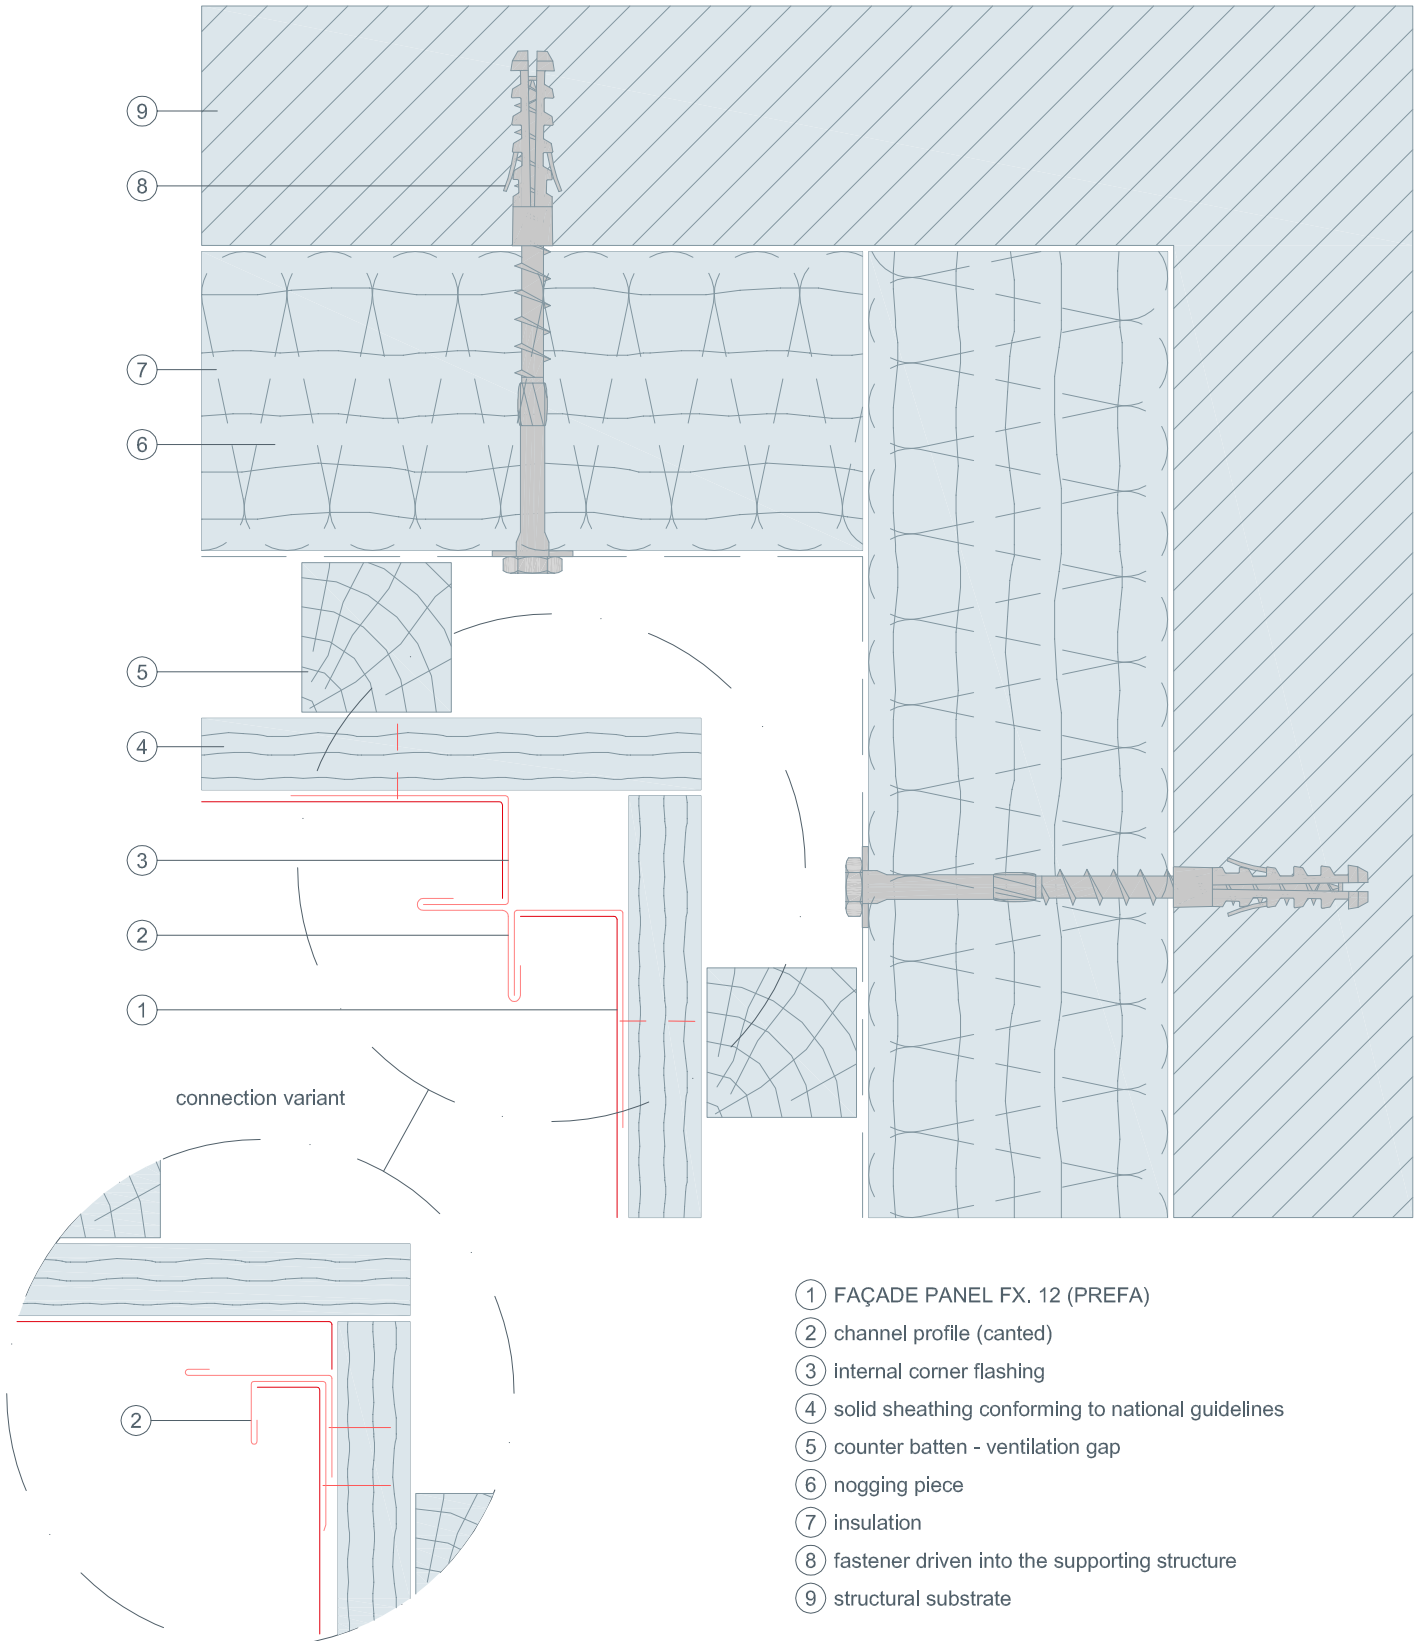 9
8
7
6
5
4
3
2
1
connection variant
2
1 FAÇADE PANEL FX. 12 (PREFA)
2 channel profile (canted)
3 internal corner flashing
4 solid sheathing conforming to national guidelines
5 counter batten - ventilation gap
6 nogging piece
7 insulation
8 fastener driven into the supporting structure
9 structural substrate